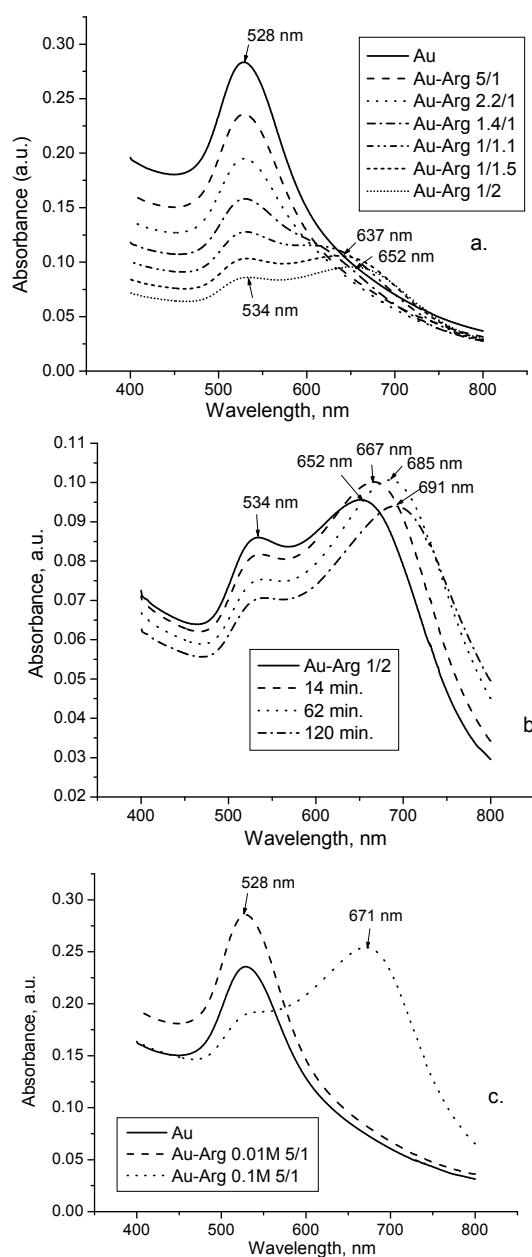 528 nm
Au
Au-Arg 5/1
Au-Arg 2.2/1
Au-Arg 1.4/1
Au-Arg 1/1.1
Au-Arg 1/1.5
Au-Arg 1/2
637 nm
652 nm
534 nm
a.
0.30
0.25
0.20
0.15
0.10
0.05
0.00
Absorbance (a.u.)
400 500 600 700 800
Wavelength, nm
667 nm
652 nm
685 nm
691 nm
534 nm
Au-Arg 1/2
14 min.
62 min.
120 min.
b
0.11
0.10
0.09
0.08
0.07
0.06
0.05
0.04
0.03
0.02
Absorbance, a.u.
400 500 600 700 800
Wavelength, nm
528 nm
671 nm
c.
Au
Au-Arg 0.01M 5/1
Au-Arg 0.1M 5/1
0.30
0.25
0.20
0.15
0.10
0.05
0.00
Absorbance, a.u.
400 500 600 700 800
Wavelength, nm